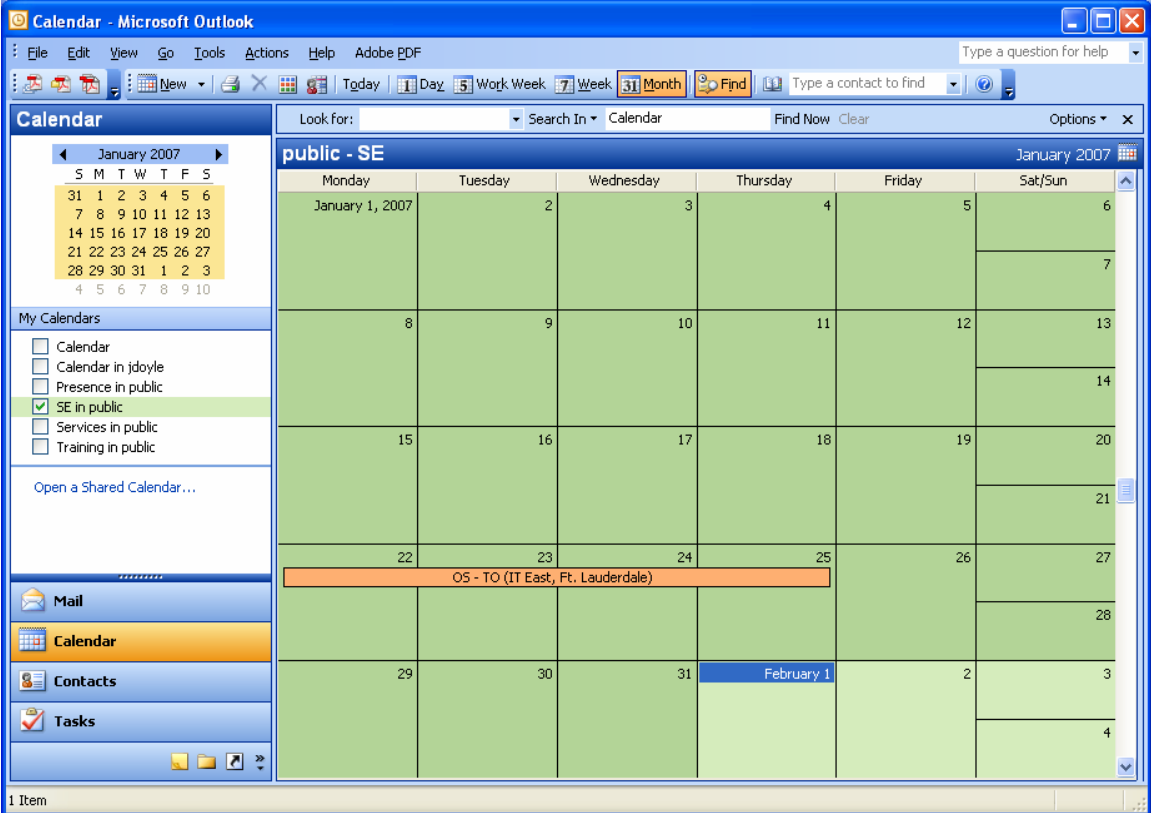 Calendar - Microsoft Outlook
File Edit View Go Tools Actions Help Adobe PDF Type a question for help
New Today 1 Day 5 Work Week 7 Week 31 Month Find Type a contact to find
Calendar
Look for: Search In Calendar Find Now Clear Options
January 2007
S M T W T F S
31 1 2 3 4 5 6
7 8 9 10 11 12 13
14 15 16 17 18 19 20
21 22 23 24 25 26 27
28 29 30 31 1 2 3
4 5 6 7 8 9 10
My Calendars
Calendar
Calendar in jdoyle
Presence in public
SE in public
Services in public
Training in public
Open a Shared Calendar...
Mail
Calendar
Contacts
Tasks
public - SE January 2007
Monday Tuesday Wednesday Thursday Friday Sat/Sun
January 1, 2007 2 3 4 5 6
7
8 9 10 11 12 13
14
15 16 17 18 19 20
21
22 23 24 25 26 27
OS - TO (IT East, Ft. Lauderdale)
28
29 30 31 February 1 2 3
4
1 Item